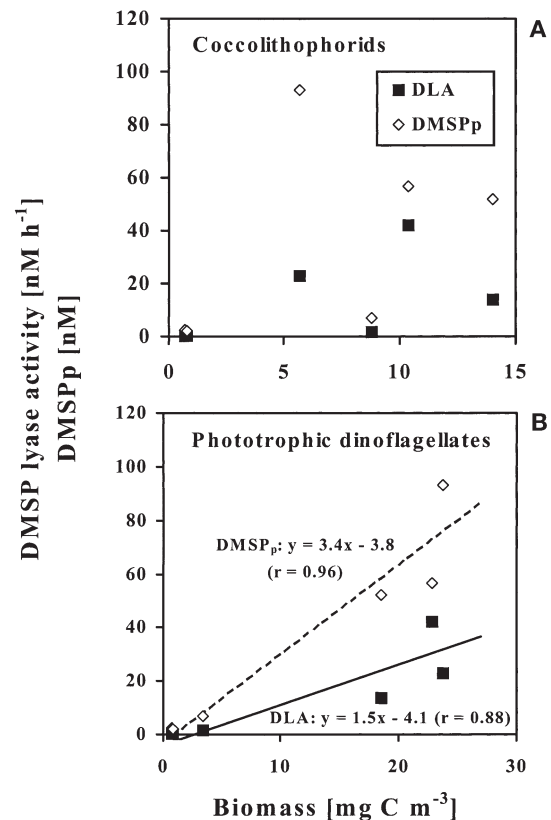 A
Coccolithophorids
DLA
DMSPp
120
100
80
60
40
20
0
0
5
10
15
DMSP lyase activity [nM h⁻¹]
DMSPp [nM]
B
Phototrophic dinoflagellates
DMSPₚ: y = 3.4x - 3.8
(r = 0.96)
DLA: y = 1.5x - 4.1 (r = 0.88)
120
100
80
60
40
20
0
0
10
20
30
Biomass [mg C m⁻³]